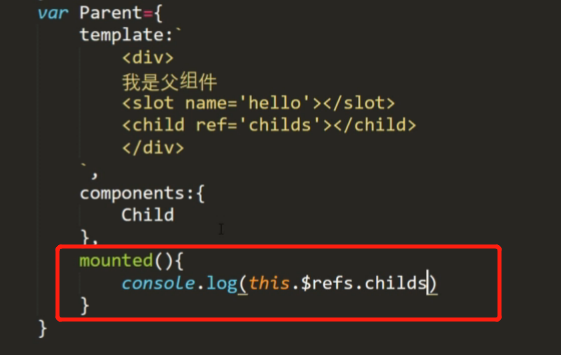 var Parent={
template:`
<div>
我是父组件
<slot name='hello'></slot>
<child ref='childs'></child>
</div>
`,
components:{
Child
},
mounted(){
console.log(this.$refs.childs)
}
}